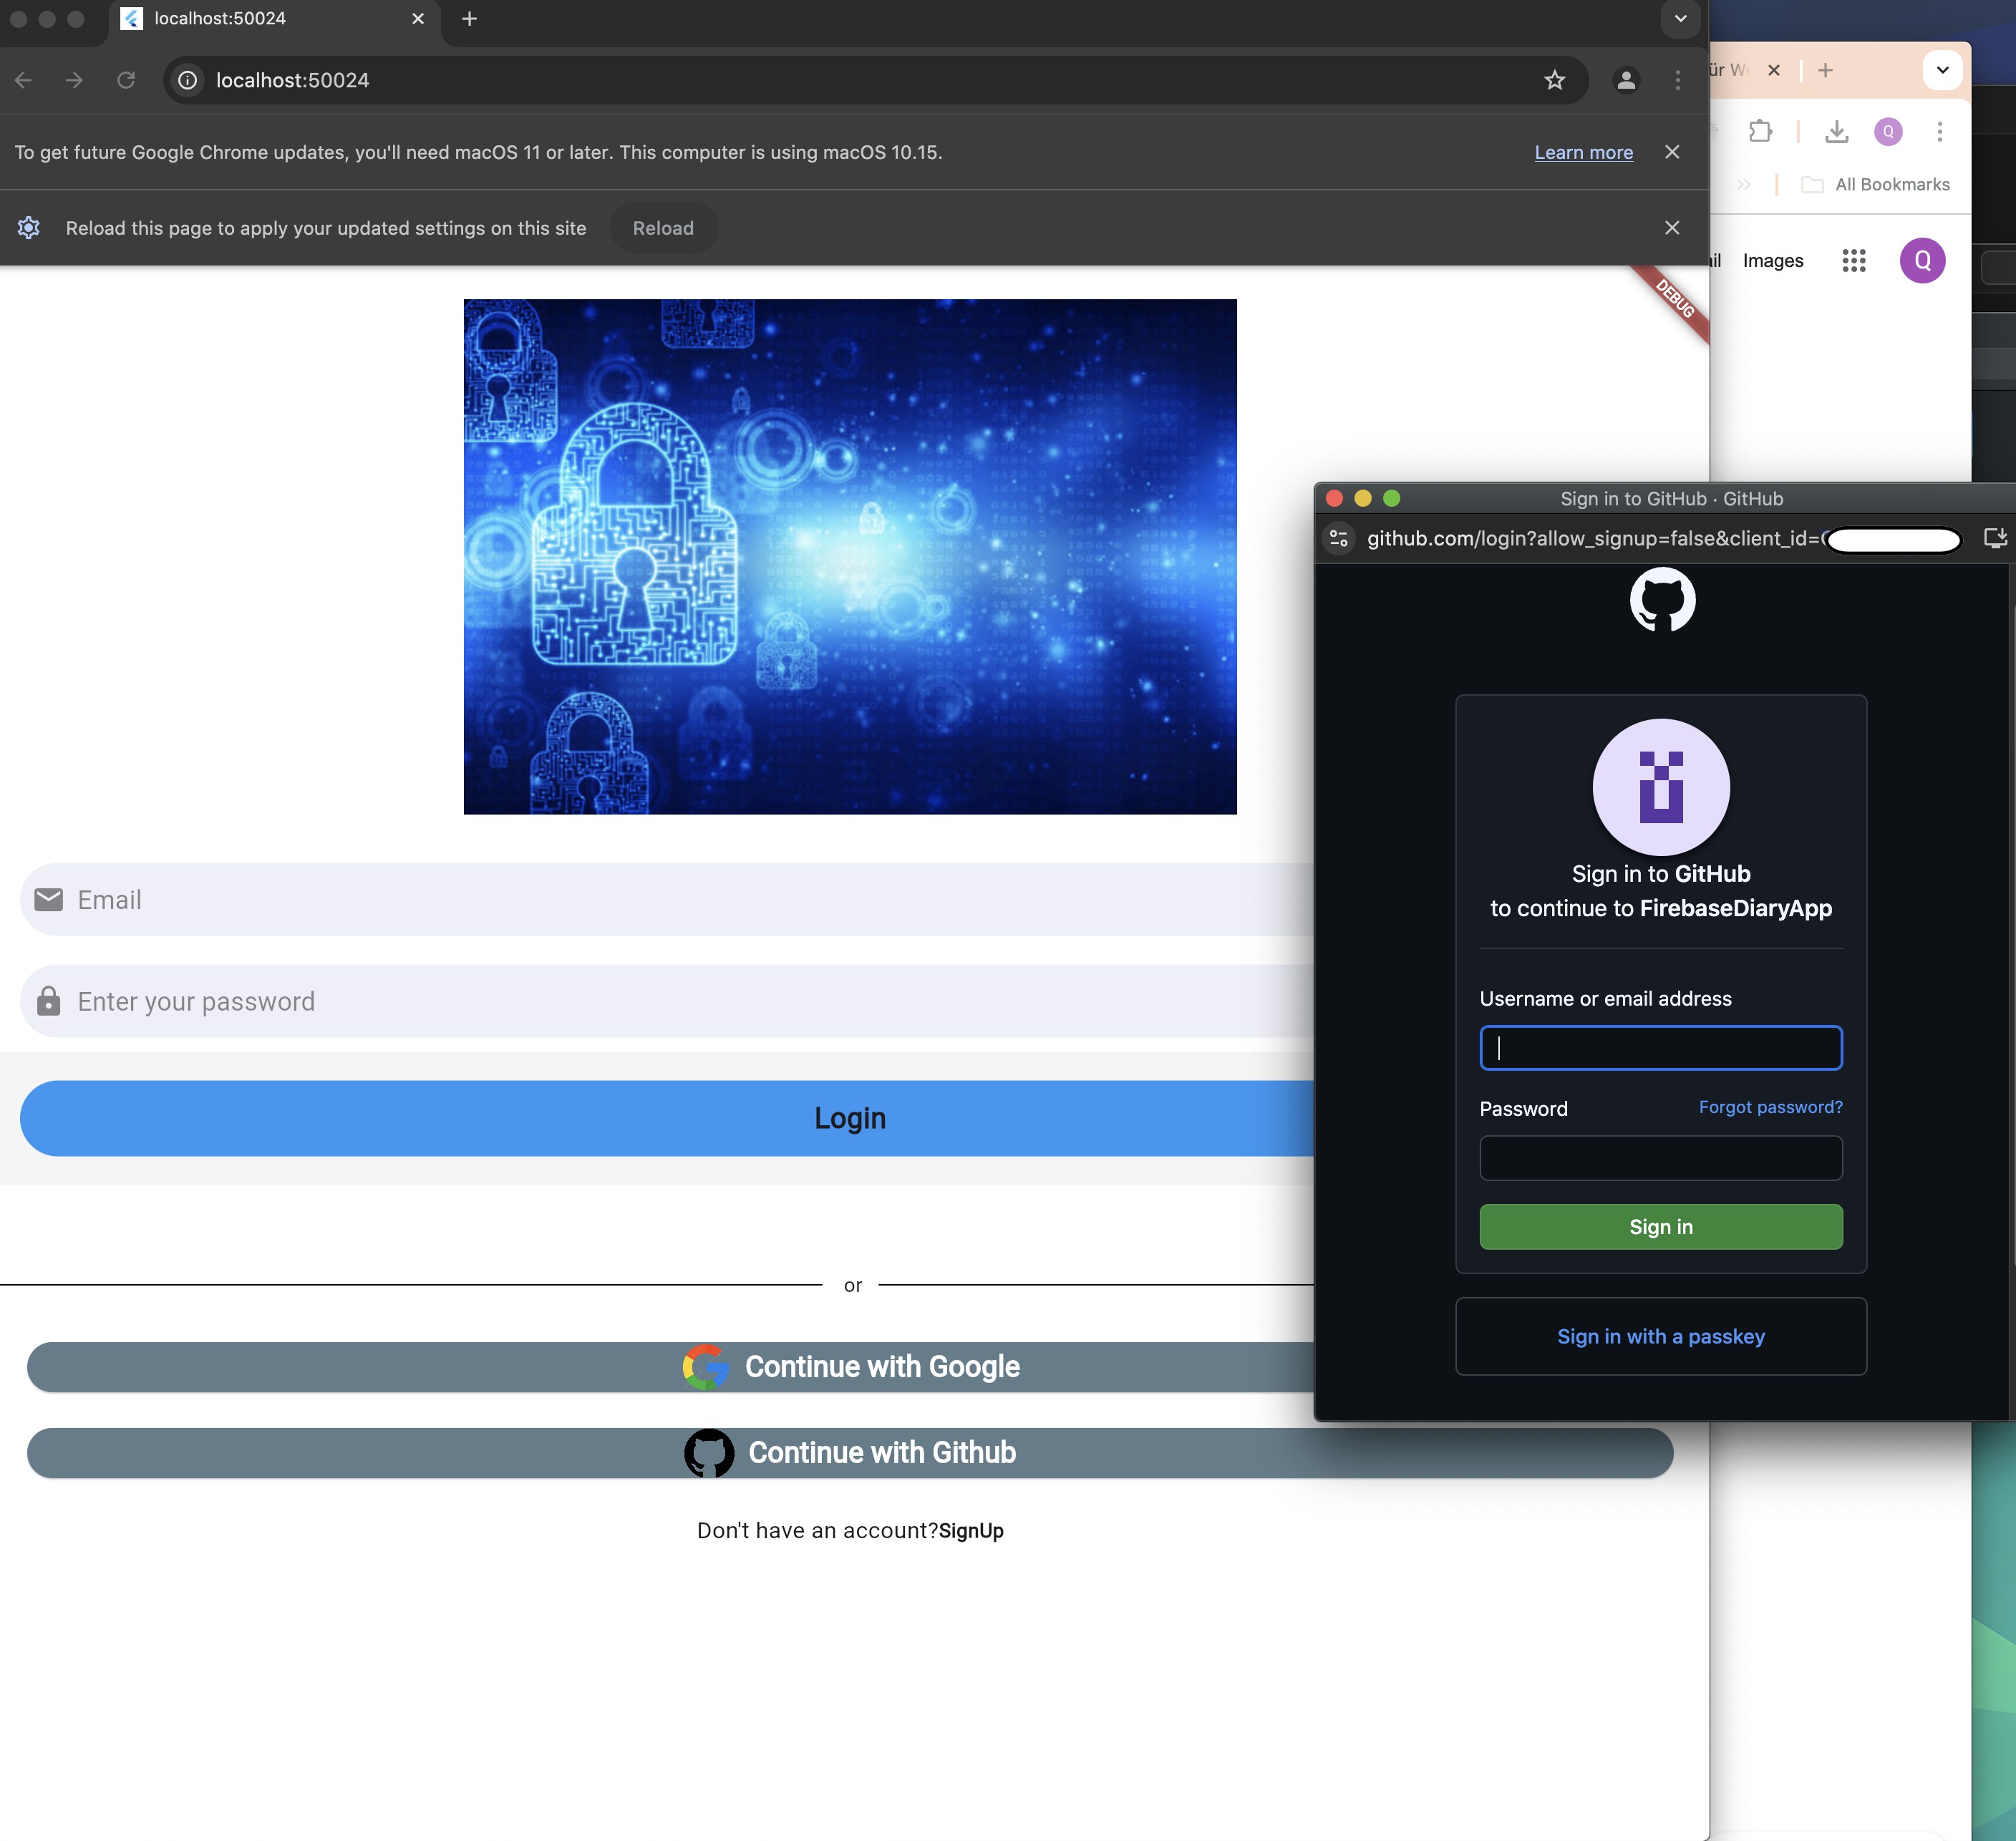 localhost:50024
localhost:50024
To get future Google Chrome updates, you'll need macOS 11 or later. This computer is using macOS 10.15.
Learn more
Reload this page to apply your updated settings on this site
Reload
All Bookmarks
Images
Q
Q
DEBUG
Email
Enter your password
Login
or
Continue with Google
Continue with Github
Don't have an account?SignUp
Sign in to GitHub · GitHub
github.com/login?allow_signup=false&client_id=
Sign in to GitHub
to continue to FirebaseDiaryApp
Username or email address
Password
Forgot password?
Sign in
Sign in with a passkey